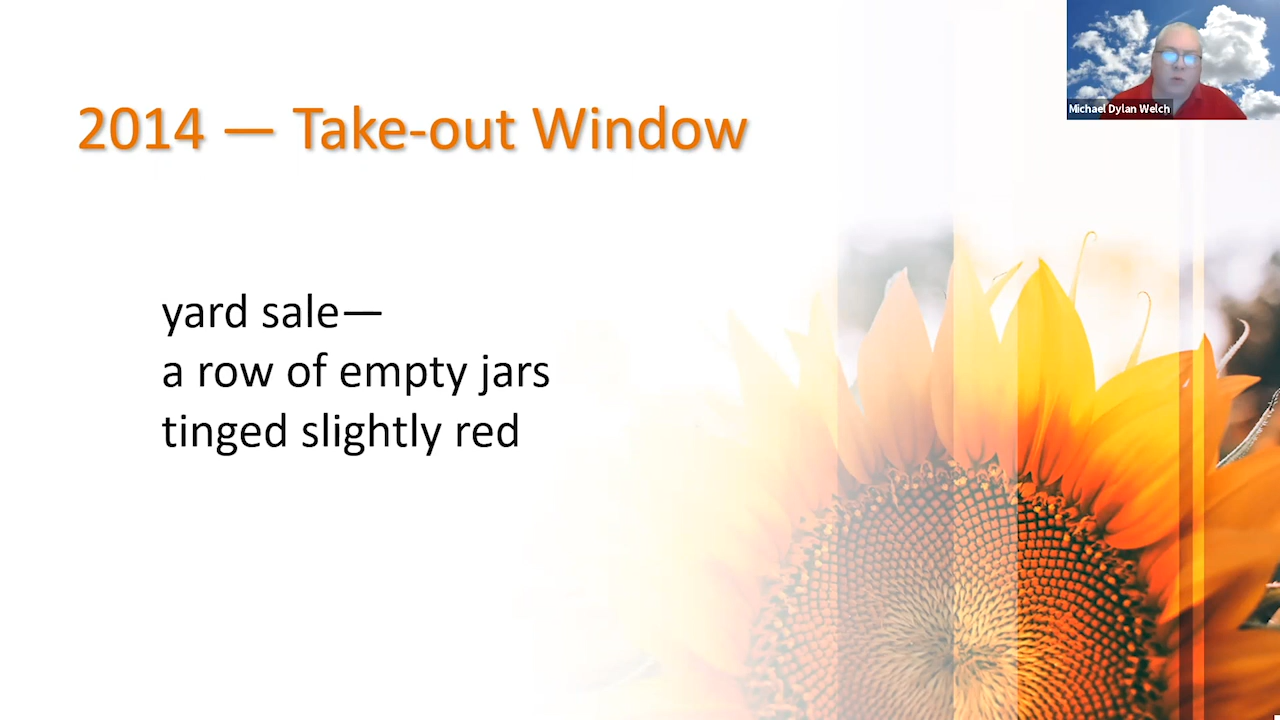 Michael Dylan Welch
2014 — Take-out Window
yard sale—
a row of empty jars
tinged slightly red